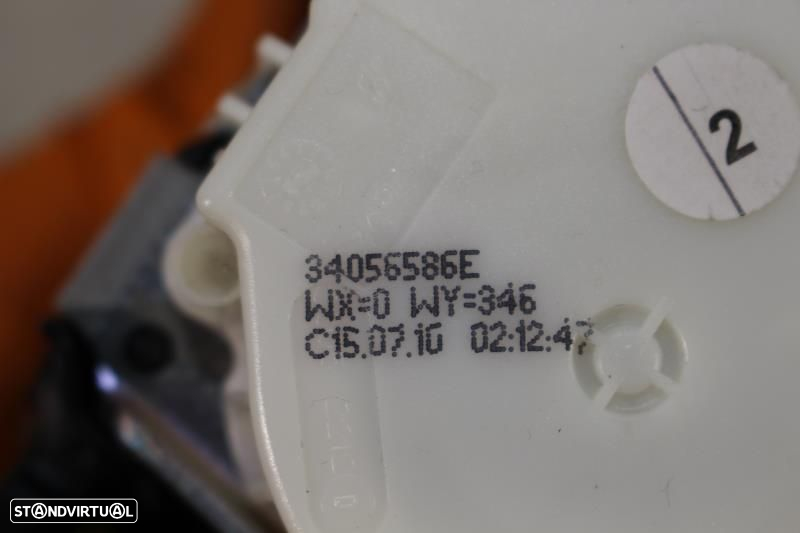 2
34056586E
WX=0 WY=346
C15.07.10 02:12:47
STANDVIRTUAL